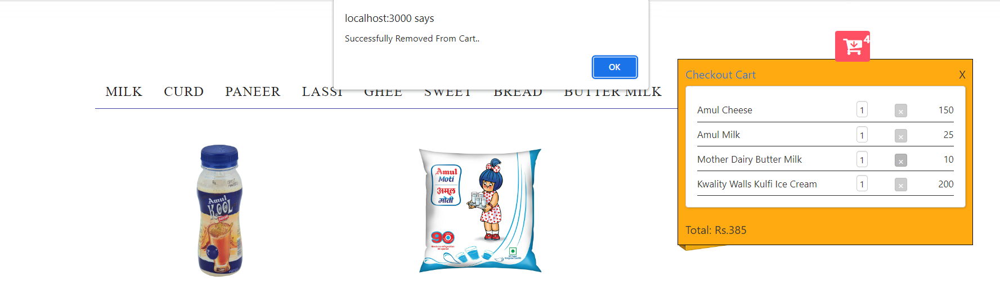 localhost:3000 says
Successfully Removed From Cart..
OK
4
MILK CURD PANEER LASSI GHEE SWEET BREAD BUTTER MILK
Checkout Cart X
Amul Cheese 1 × 150
Amul Milk 1 × 25
Mother Dairy Butter Milk 1 × 10
Kwality Walls Kulfi Ice Cream 1 × 200
Total: Rs.385
Amul
KOOL
Amul
Moti
अमूल
मोती
90